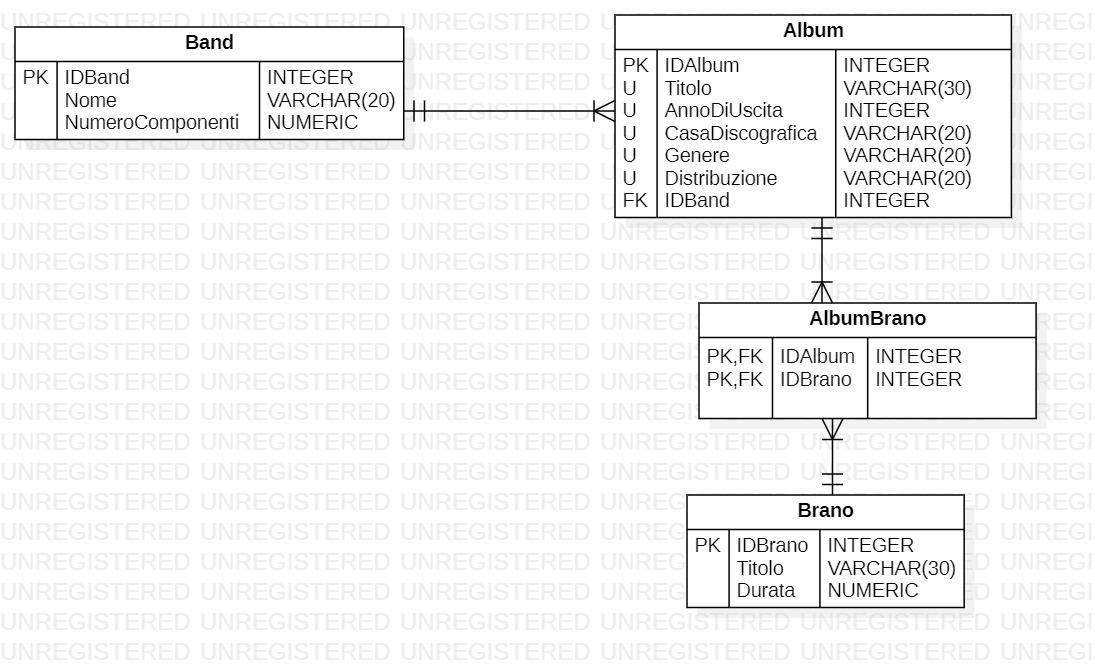 Band
PK IDBand INTEGER
Nome VARCHAR(20)
NumeroComponenti NUMERIC
Album
PK IDAlbum INTEGER
U Titolo VARCHAR(30)
U AnnoDiUscita INTEGER
U CasaDiscografica VARCHAR(20)
U Genere VARCHAR(20)
U Distribuzione VARCHAR(20)
FK IDBand INTEGER
AlbumBrano
PK,FK IDAlbum INTEGER
PK,FK IDBrano INTEGER
Brano
PK IDBrano INTEGER
Titolo VARCHAR(30)
Durata NUMERIC
UNREGISTERED